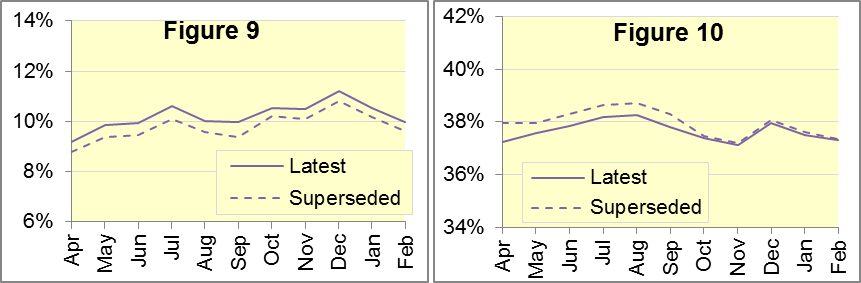 Figure 9
14%
12%
10%
8%
6%
Latest
Superseded
Apr
May
Jun
Jul
Aug
Sep
Oct
Nov
Dec
Jan
Feb
Figure 10
42%
40%
38%
36%
34%
Latest
Superseded
Apr
May
Jun
Jul
Aug
Sep
Oct
Nov
Dec
Jan
Feb